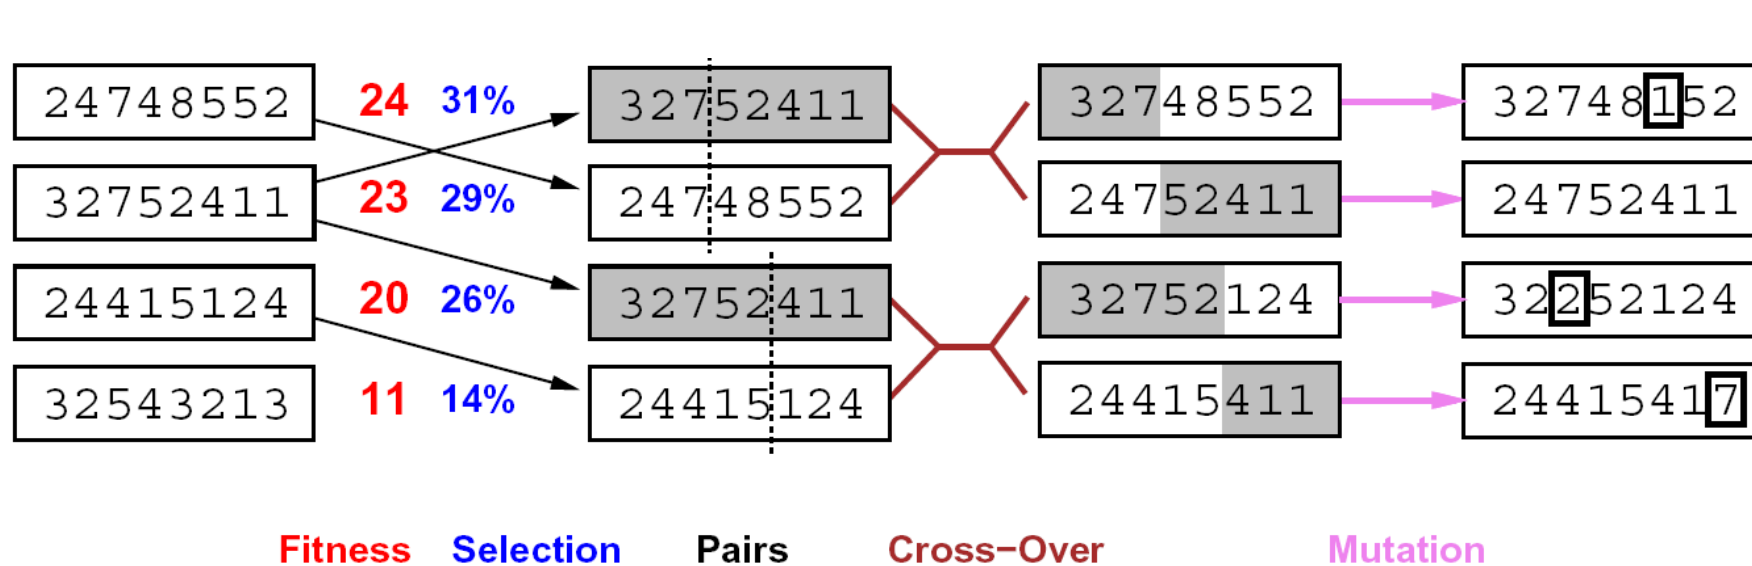 24748552 24 31% 32752411 32748552 32748152
32752411 23 29% 24748552 24752411 24752411
24415124 20 26% 32752411 32752124 32252124
32543213 11 14% 24415124 24415411 24415417
Fitness Selection Pairs Cross−Over Mutation